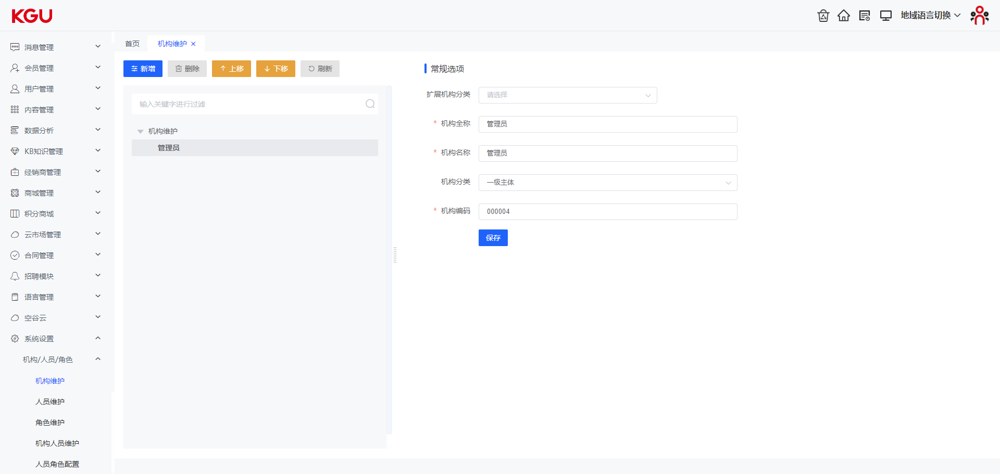 KGU
地域语言切换
消息管理
会员管理
用户管理
内容管理
数据分析
KB知识管理
经销商管理
商城管理
积分商城
云市场管理
合同管理
招聘模块
语言管理
空谷云
系统设置
机构/人员/角色
机构维护
人员维护
角色维护
机构人员维护
人员角色配置
首页 机构维护
新增 删除 上移 下移 刷新
输入关键字进行过滤
机构维护
管理员
常规选项
扩展机构分类 请选择
* 机构全称 管理员
* 机构名称 管理员
机构分类 一级主体
* 机构编码 000004
保存